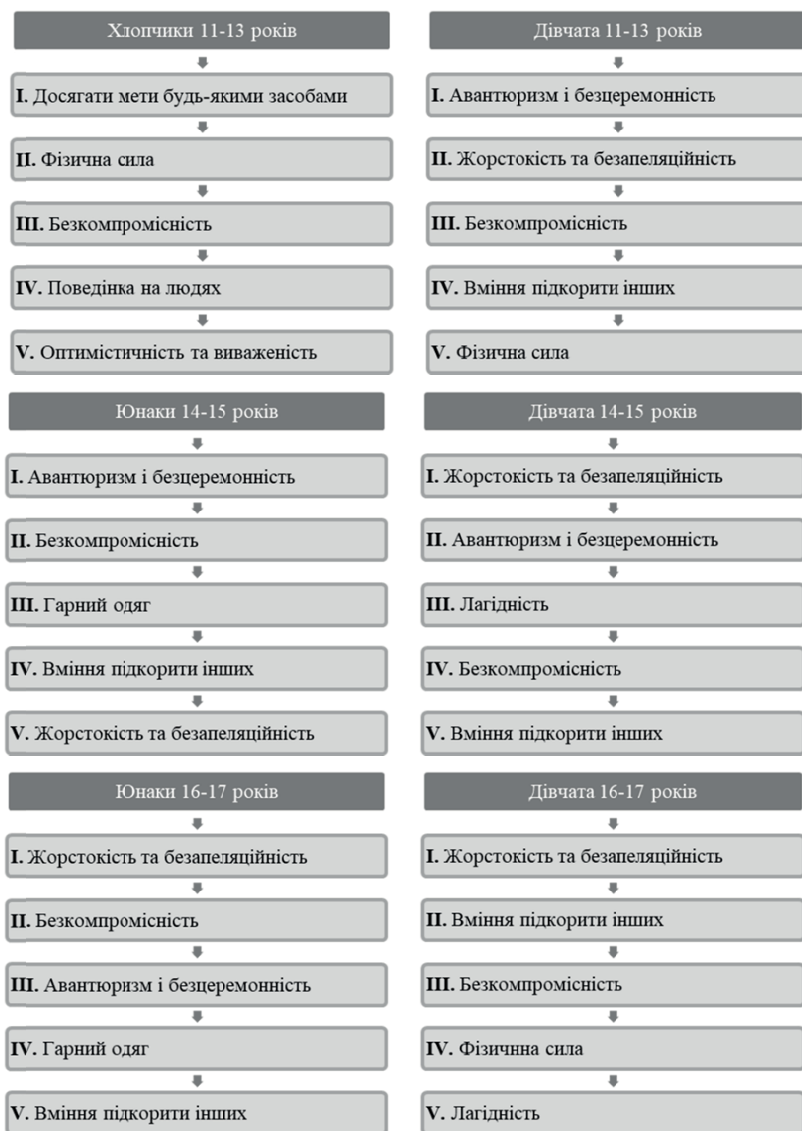 Хлопчики 11-13 років
I. Досягати мети будь-якими засобами
II. Фізична сила
III. Безкомпромісність
IV. Поведінка на людях
V. Оптимістичність та виваженість
Дівчата 11-13 років
I. Авантюризм і безцеремонність
II. Жорстокість та безапеляційність
III. Безкомпромісність
IV. Вміння підкорити інших
V. Фізична сила
Юнаки 14-15 років
I. Авантюризм і безцеремонність
II. Безкомпромісність
III. Гарний одяг
IV. Вміння підкорити інших
V. Жорстокість та безапеляційність
Дівчата 14-15 років
I. Жорстокість та безапеляційність
II. Авантюризм і безцеремонність
III. Лагідність
IV. Безкомпромісність
V. Вміння підкорити інших
Юнаки 16-17 років
I. Жорстокість та безапеляційність
II. Безкомпромісність
III. Авантюризм і безцеремонність
IV. Гарний одяг
V. Вміння підкорити інших
Дівчата 16-17 років
I. Жорстокість та безапеляційність
II. Вміння підкорити інших
III. Безкомпромісність
IV. Фізичнна сила
V. Лагідність